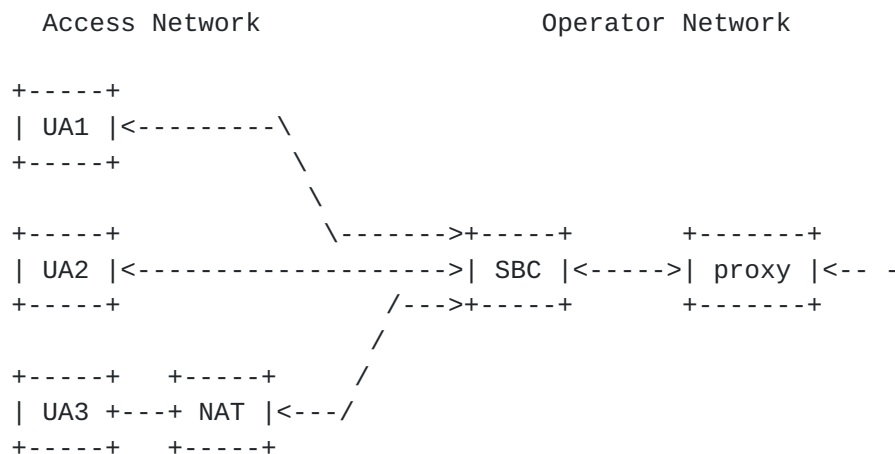 Access Network Operator Network
+-----+
| UA1 |<---------\
+-----+ \
\
+-----+ \------->+-----+ +-------+
| UA2 |<-------------------->| SBC |<----->| proxy |<-- -
+-----+ /--->+-----+ +-------+
/
+-----+ +-----+ /
| UA3 +---+ NAT |<---/
+-----+ +-----+